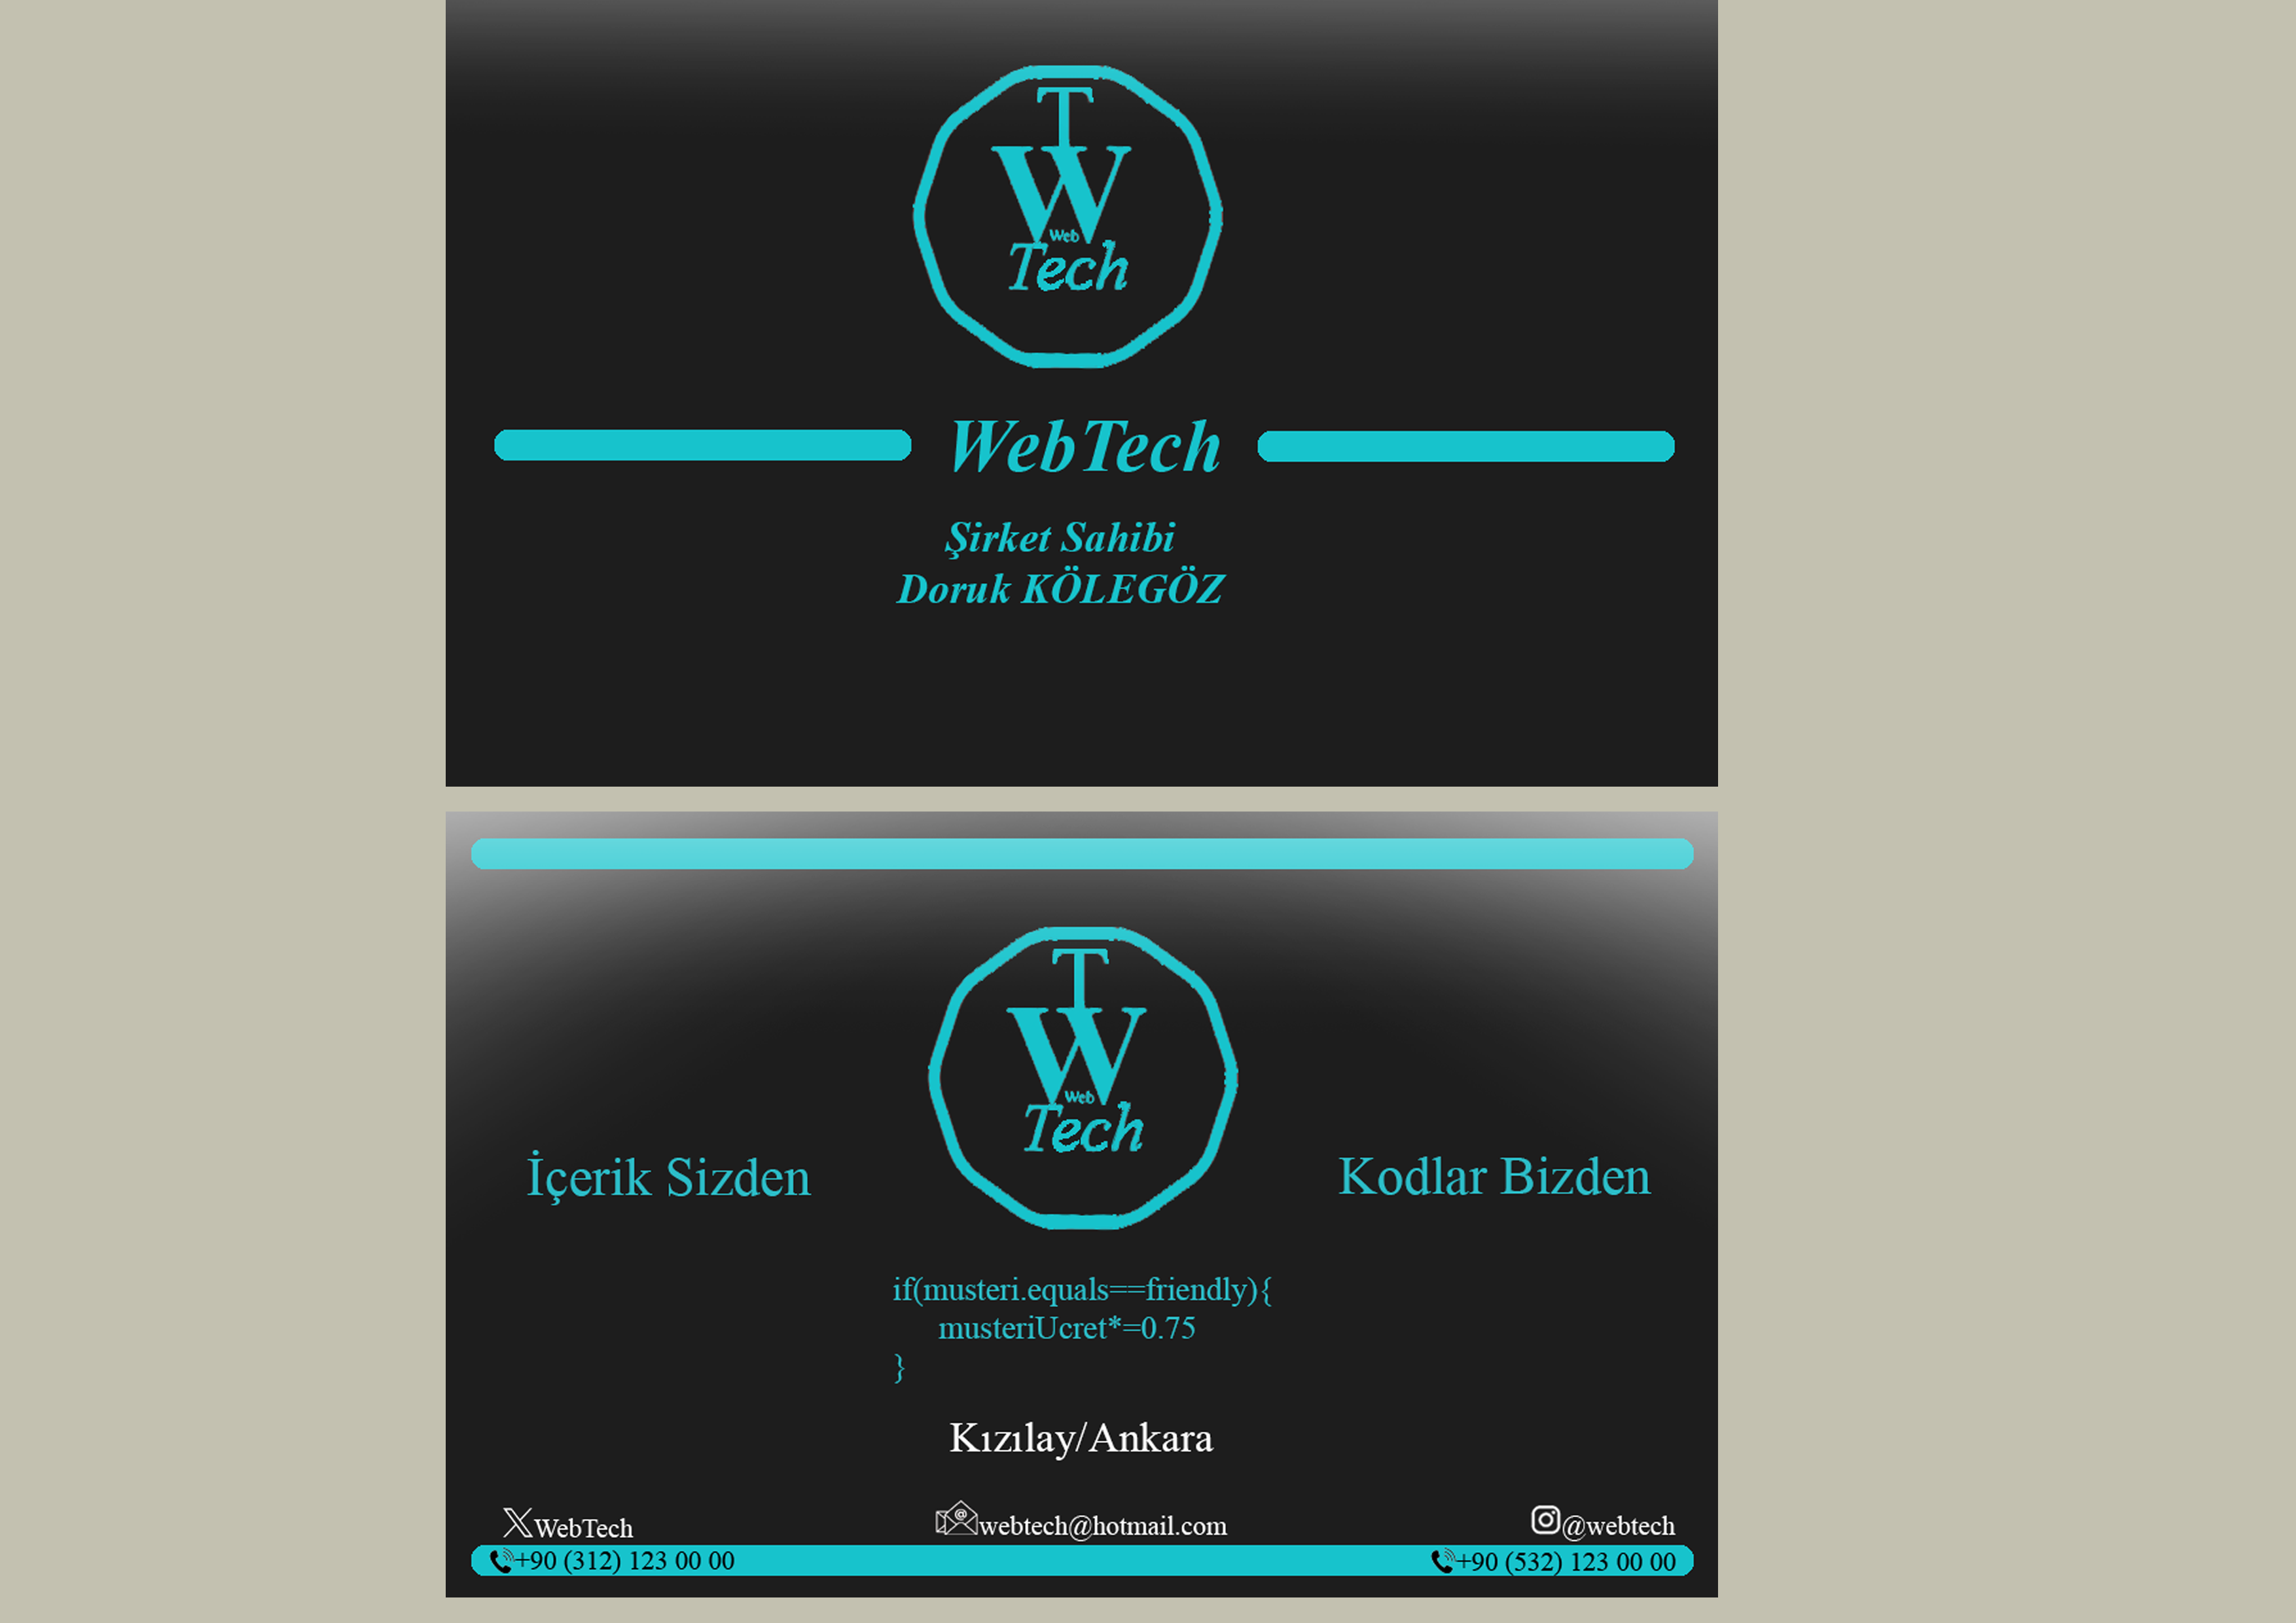 T
W
Web
Tech
WebTech
Şirket Sahibi
Doruk KÖLEGÖZ
T
W
Web
Tech
İçerik Sizden
Kodlar Bizden
if(musteri.equals==friendly){
musteriUcret*=0.75
}
Kızılay/Ankara
WebTech
webtech@hotmail.com
@webtech
+90 (312) 123 00 00
+90 (532) 123 00 00